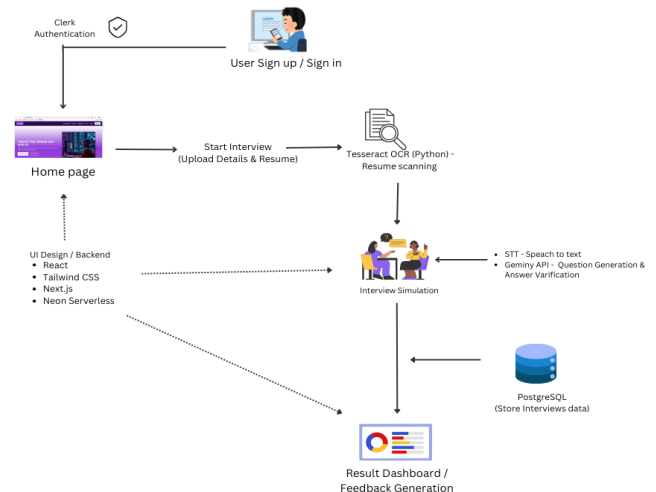 Clerk
Authentication
User Sign up / Sign in
Home page
Start Interview
(Upload Details & Resume)
Tesseract OCR (Python) -
Resume scanning
UI Design / Backend
• React
• Tailwind CSS
• Next.js
• Neon Serverless
Interview Simulation
• STT - Speach to text
• Geminy API - Question Generation &
Answer Varification
PostgreSQL
(Store Interviews data)
Result Dashboard /
Feedback Generation